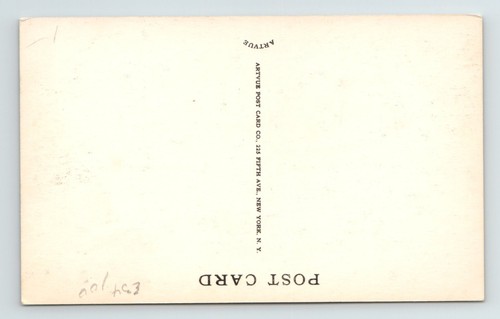 POST CARD
ARTVUE POST CARD CO., 225 FIFTH AVE., NEW YORK, N. Y.
ARTVUE